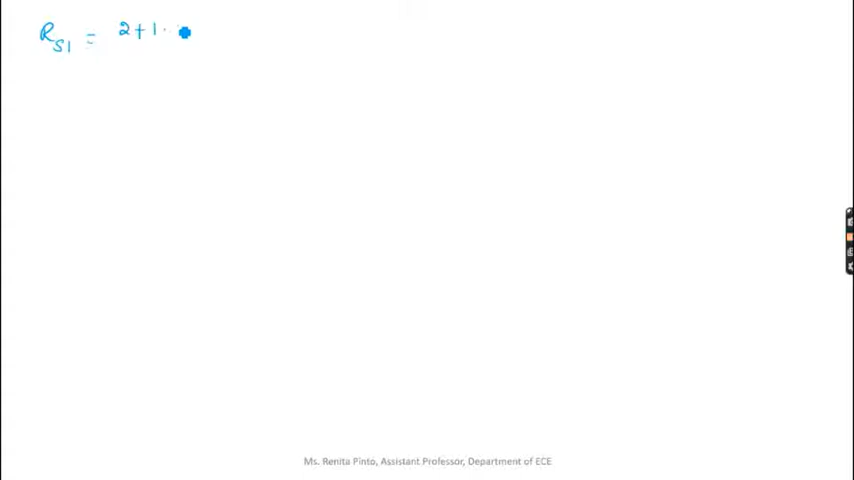 R_S1 = 2+1.
Ms. Renita Pinto, Assistant Professor, Department of ECE